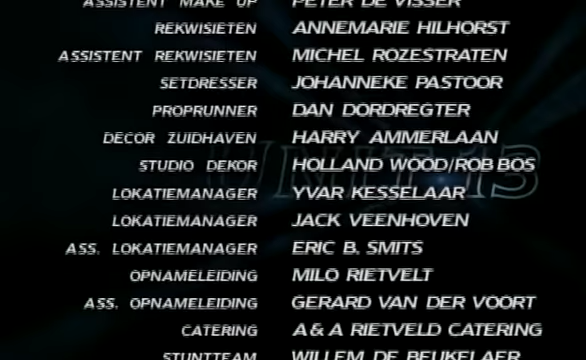 ASSISTENT MAKE UP PETER DE VISSER
REKWISIETEN ANNEMARIE HILHORST
ASSISTENT REKWISIETEN MICHEL ROZESTRATEN
SETDRESSER JOHANNEKE PASTOOR
PROPRUNNER DAN DORDREGTER
DECOR ZUIDHAVEN HARRY AMMERLAAN
STUDIO DEKOR HOLLAND WOOD/ROB BOS
UNIT 13
LOKATIEMANAGER YVAR KESSELAAR
LOKATIEMANAGER JACK VEENHOVEN
ASS. LOKATIEMANAGER ERIC B. SMITS
OPNAMELEIDING MILO RIETVELT
ASS. OPNAMELEIDING GERARD VAN DER VOORT
CATERING A & A RIETVELD CATERING
STUNTTEAM WILLEM DE BEUKELAER